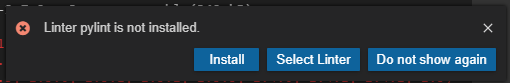 Linter pylint is not installed.
Install Select Linter Do not show again